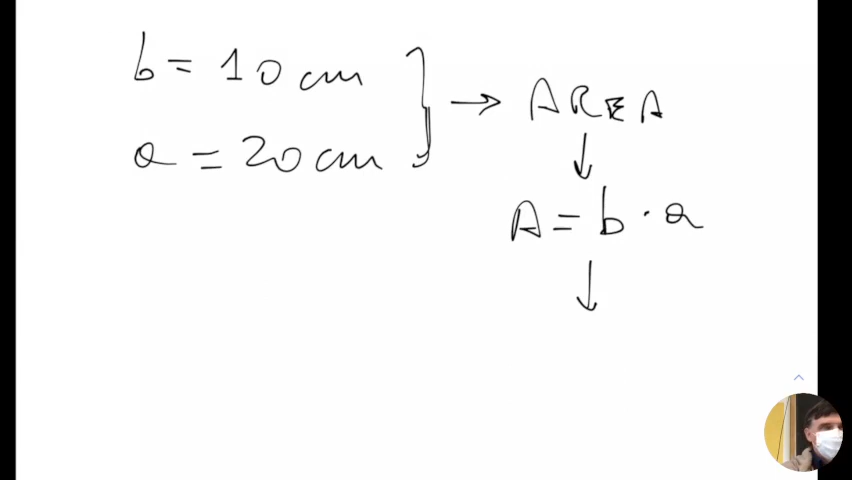 b = 10 cm
a = 20 cm
→ AREA
↓
A = b · a
↓